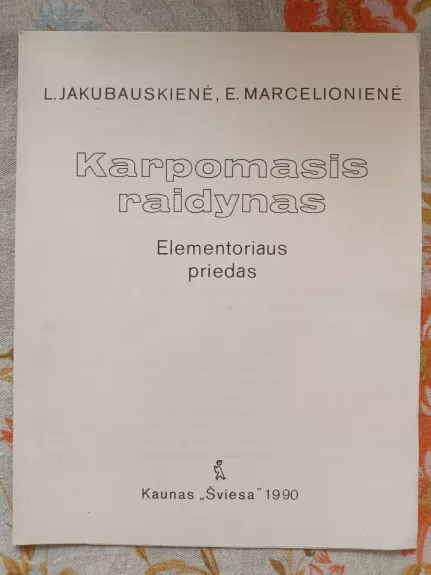 L. JAKUBAUSKIENĖ, E. MARCELIONIENĖ
Karpomasis
raidynas
Elementoriaus
priedas
Kaunas „Šviesa“ 1990